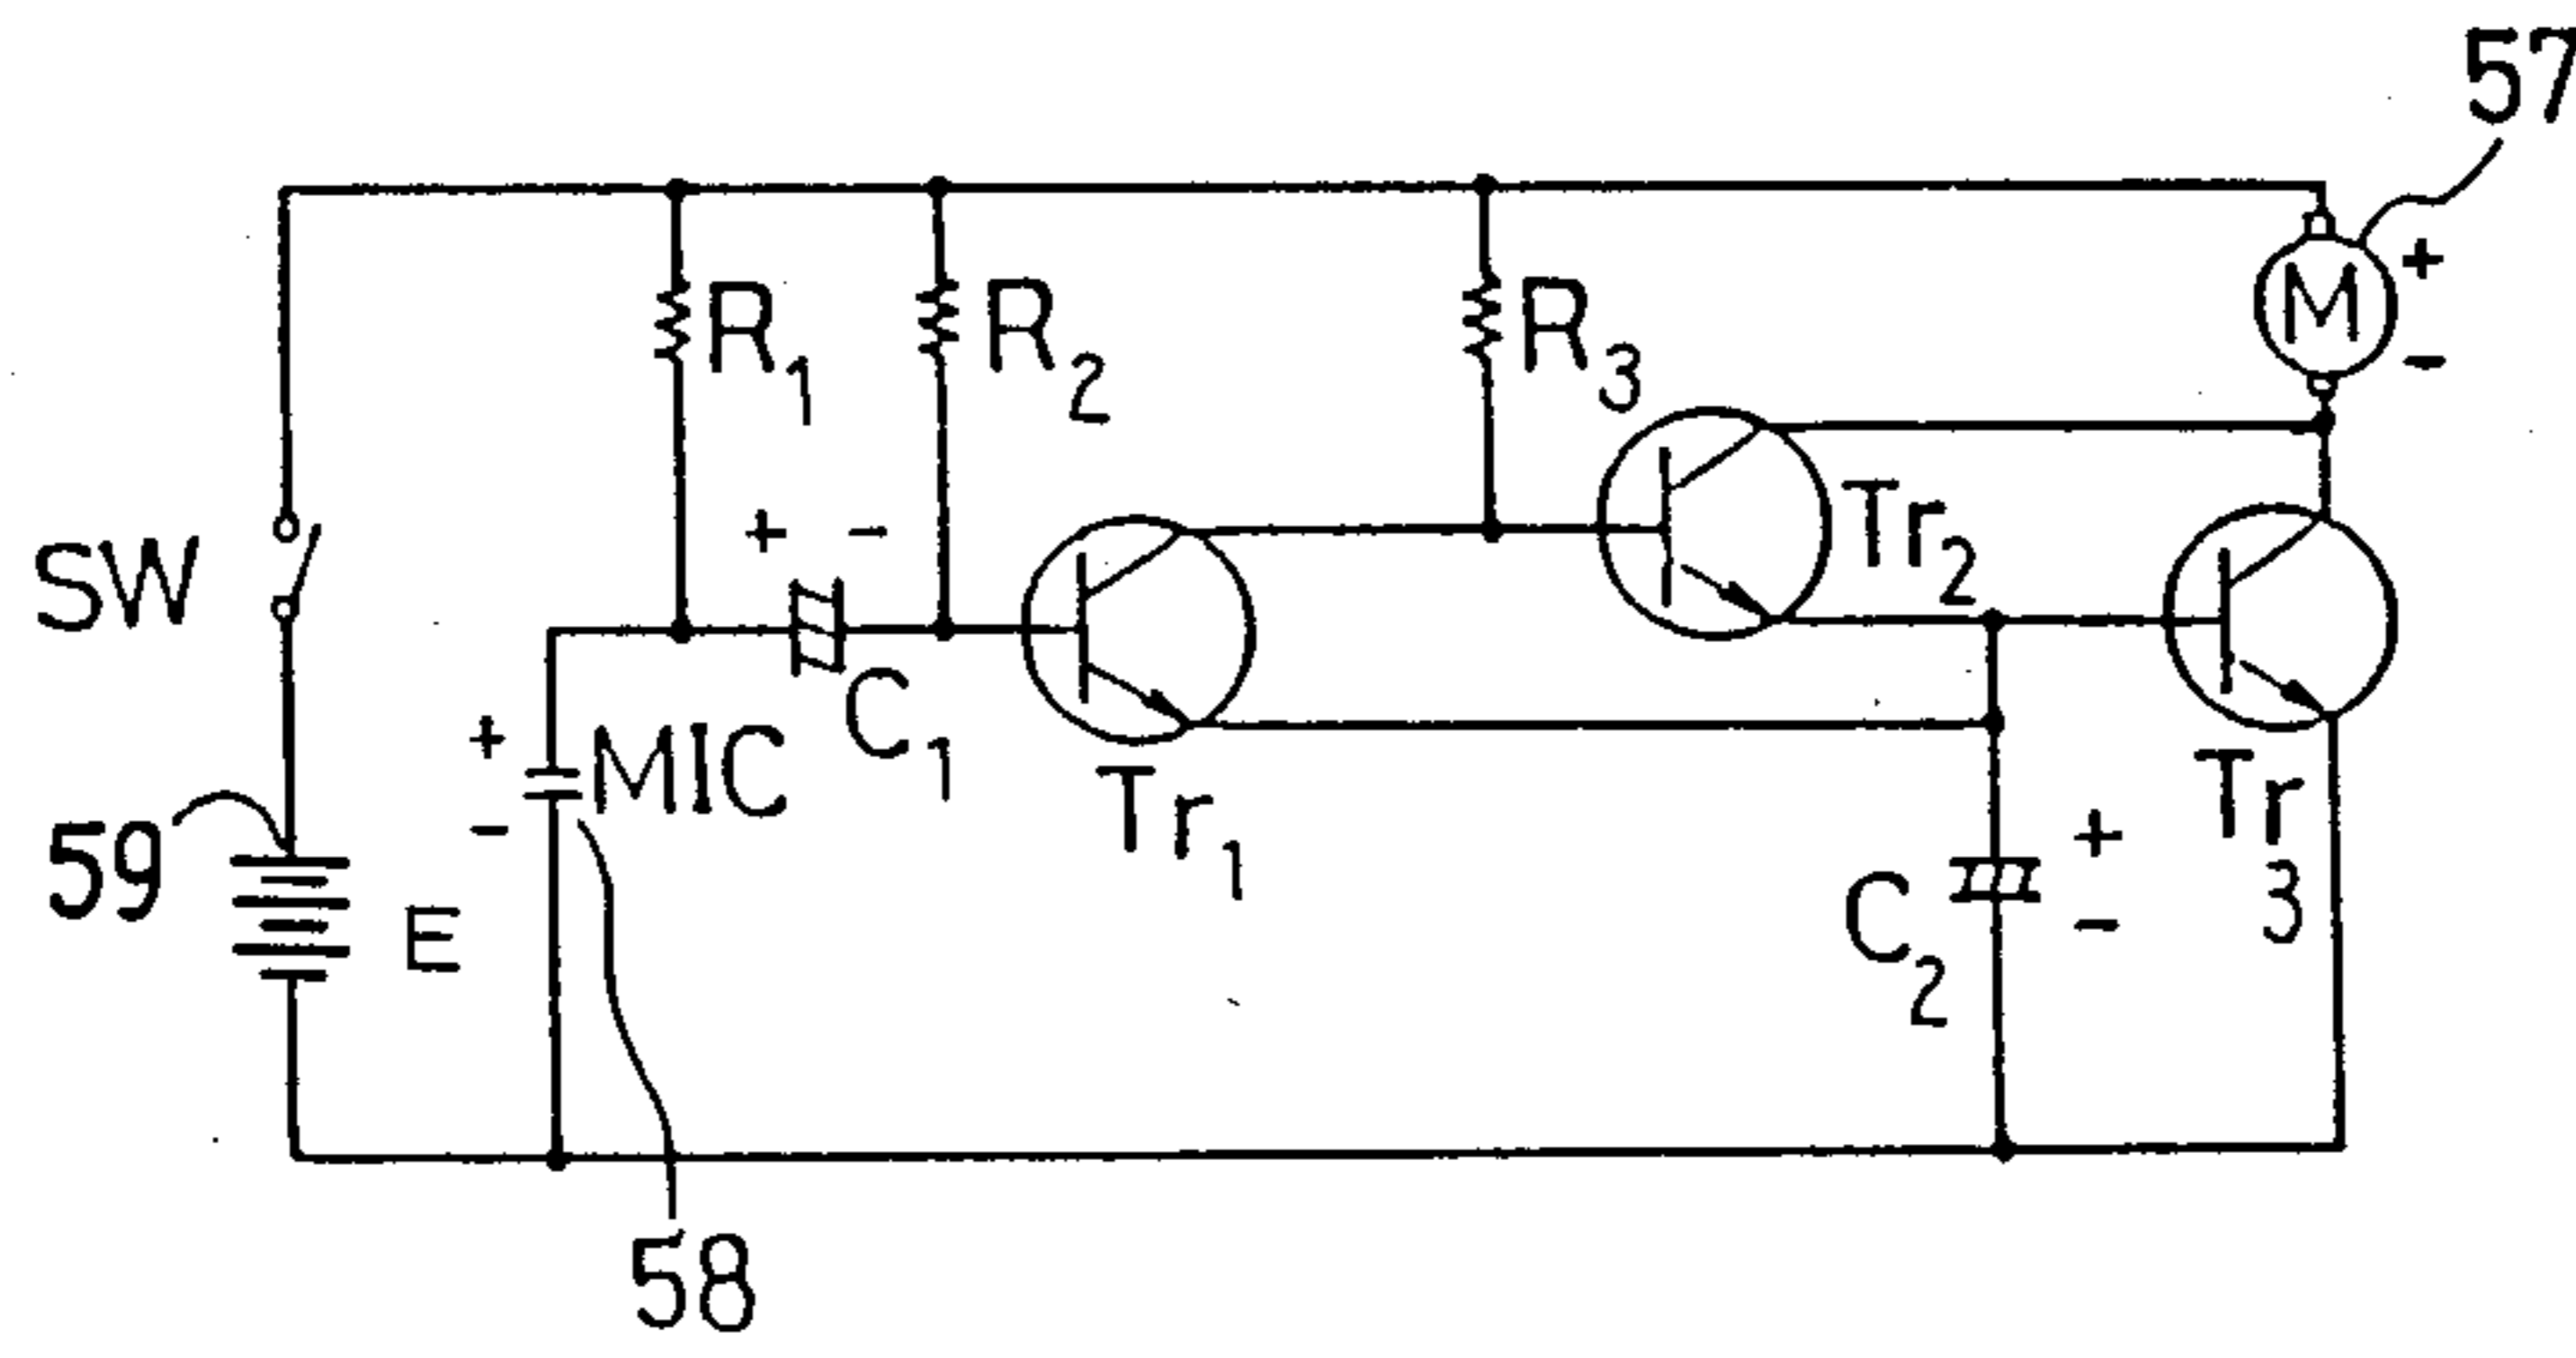 57
R1
R2
R3
M
+
-
SW
+ -
C1
Tr1
Tr2
Tr3
+
-
MIC
59
E
C2
+
-
58